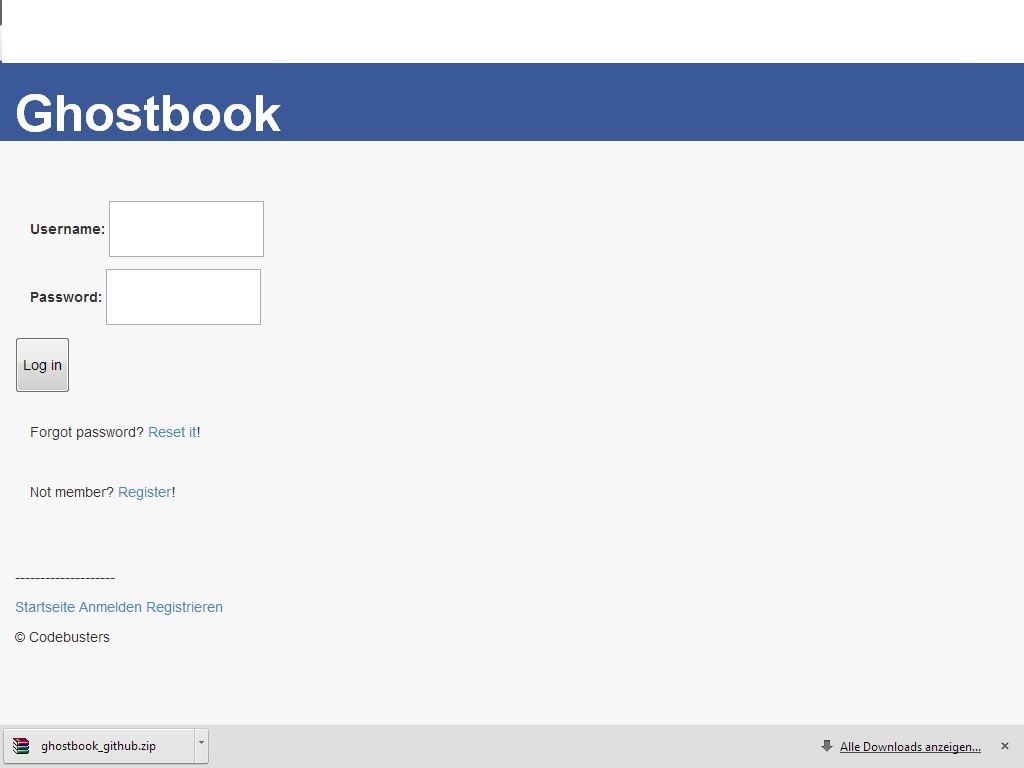 Ghostbook
Username:
Password:
Log in
Forgot password? Reset it!
Not member? Register!
--------------------
Startseite Anmelden Registrieren
© Codebusters
ghostbook_github.zip
Alle Downloads anzeigen...